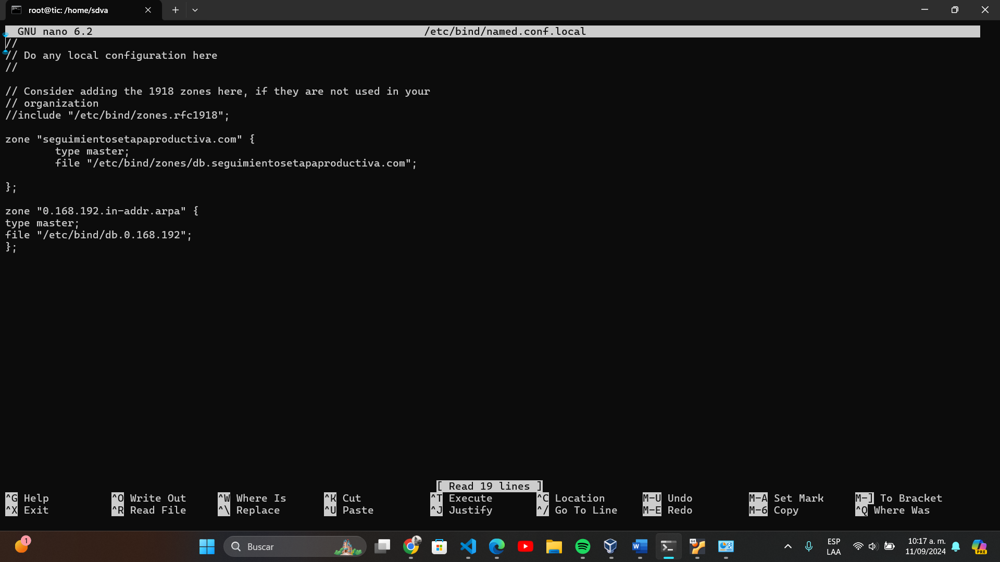 root@tic: /home/sdva
GNU nano 6.2 /etc/bind/named.conf.local
//
// Do any local configuration here
//
// Consider adding the 1918 zones here, if they are not used in your
// organization
//include "/etc/bind/zones.rfc1918";
zone "seguimientosetapaproductiva.com" {
type master;
file "/etc/bind/zones/db.seguimientosetapaproductiva.com";
};
zone "0.168.192.in-addr.arpa" {
type master;
file "/etc/bind/db.0.168.192";
};
[ Read 19 lines ]
^G Help ^O Write Out ^W Where Is ^K Cut ^T Execute ^C Location M-U Undo M-A Set Mark M-] To Bracket
^X Exit ^R Read File ^\ Replace ^U Paste ^J Justify ^/ Go To Line M-E Redo M-6 Copy ^Q Where Was
1
Buscar
W
64
ESP
LAA
10:17 a. m.
11/09/2024
PRE